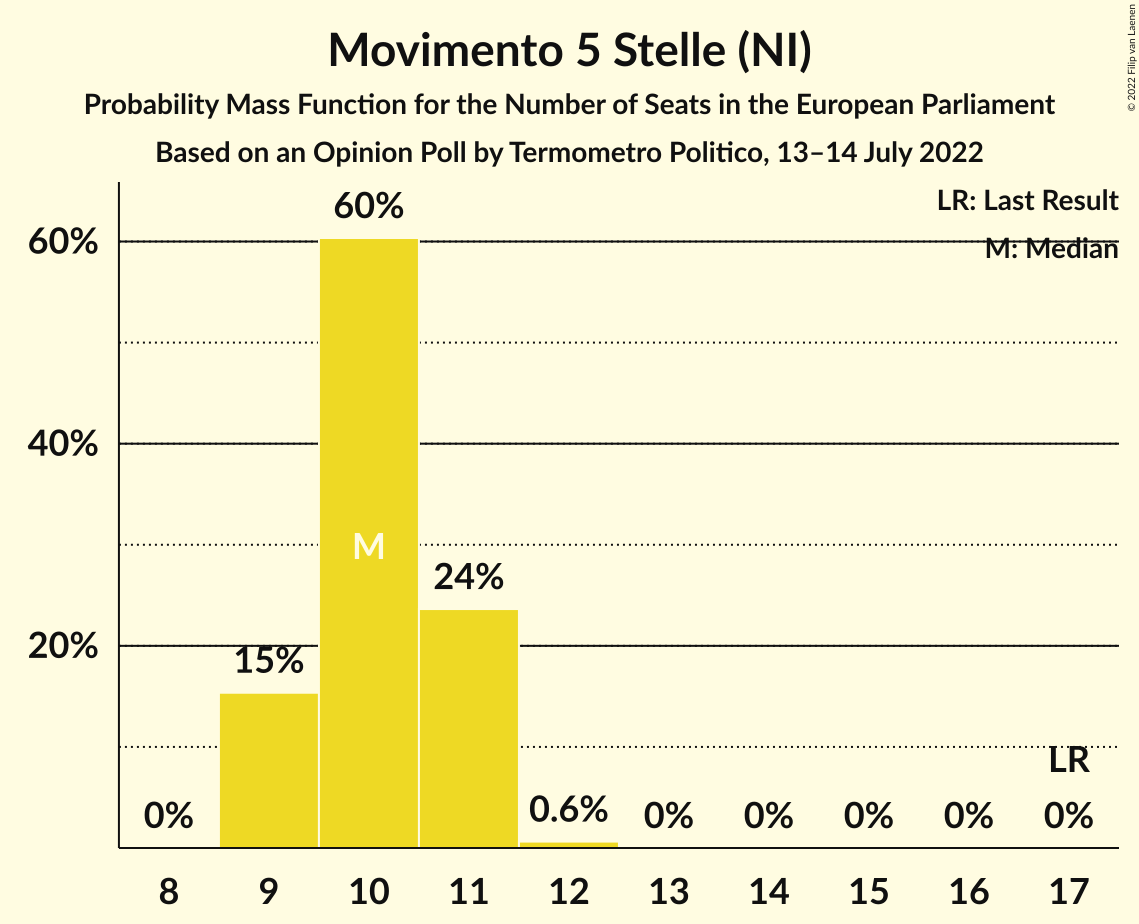 Movimento 5 Stelle (NI)
Probability Mass Function for the Number of Seats in the European Parliament
Based on an Opinion Poll by Termometro Politico, 13–14 July 2022
© 2022 Filip van Laenen
LR: Last Result
M: Median
60%
40%
20%
0%
15%
60%
M
24%
0.6%
0%
0%
0%
0%
LR
0%
8 9 10 11 12 13 14 15 16 17